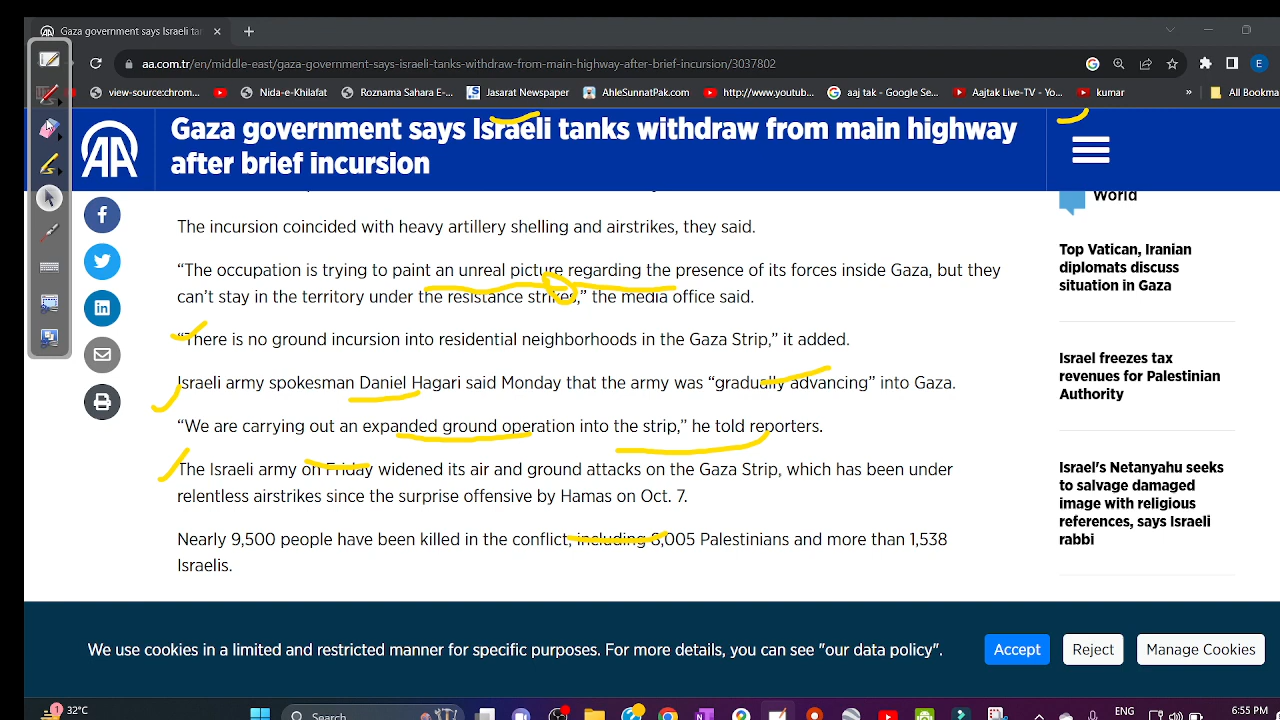 Gaza government says Israeli tan
aa.com.tr/en/middle-east/gaza-government-says-israeli-tanks-withdraw-from-main-highway-after-brief-incursion/3037802
E
view-source:chrom...
Nida-e-Khilafat
Roznama Sahara E-...
Jasarat Newspaper
AhleSunnatPak.com
http://www.youtub...
aaj tak - Google Se...
Aajtak Live-TV - Yo...
kumar
»
All Bookma
AA
Gaza government says Israeli tanks withdraw from main highway
after brief incursion
The incursion coincided with heavy artillery shelling and airstrikes, they said.
“The occupation is trying to paint an unreal picture regarding the presence of its forces inside Gaza, but they
can’t stay in the territory under the resistance strikes,” the media office said.
“There is no ground incursion into residential neighborhoods in the Gaza Strip,” it added.
Israeli army spokesman Daniel Hagari said Monday that the army was “gradually advancing” into Gaza.
“We are carrying out an expanded ground operation into the strip,” he told reporters.
The Israeli army on Friday widened its air and ground attacks on the Gaza Strip, which has been under
relentless airstrikes since the surprise offensive by Hamas on Oct. 7.
Nearly 9,500 people have been killed in the conflict, including 8,005 Palestinians and more than 1,538
Israelis.
World
Top Vatican, Iranian
diplomats discuss
situation in Gaza
Israel freezes tax
revenues for Palestinian
Authority
Israel's Netanyahu seeks
to salvage damaged
image with religious
references, says Israeli
rabbi
We use cookies in a limited and restricted manner for specific purposes. For more details, you can see "our data policy".
Accept
Reject
Manage Cookies
1
32°C
Search
ENG
6:55 PM